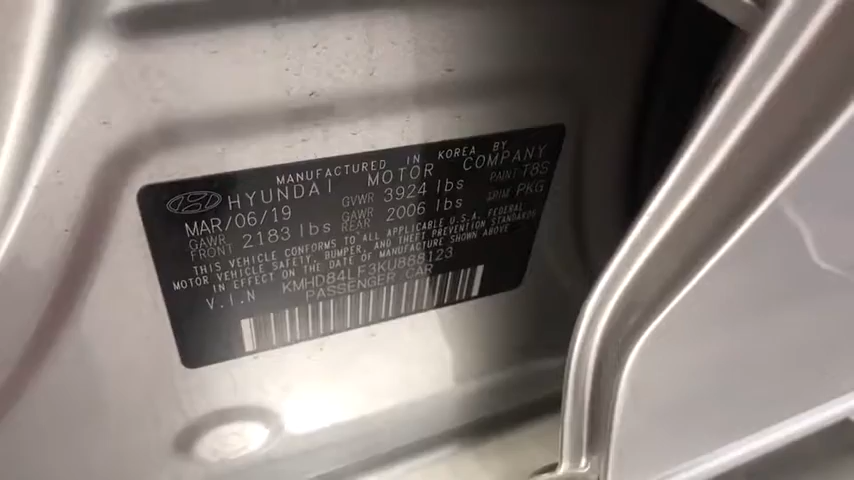 MANUFACTURED IN KOREA BY
HYUNDAI MOTOR COMPANY
MAR/06/19 GVWR 3924 lbs PAINT T8S
GAWR FRONT 2183 lbs GAWR REAR 2006 lbs TRIM PKG
THIS VEHICLE CONFORMS TO ALL APPLICABLE U.S.A. FEDERAL
MOTOR VEHICLE SAFETY, BUMPER, AND THEFT PREVENTION STANDARDS
IN EFFECT ON THE DATE OF MANUFACTURE SHOWN ABOVE.
V.I.N KMHD84LF3KU888123
PASSENGER CAR